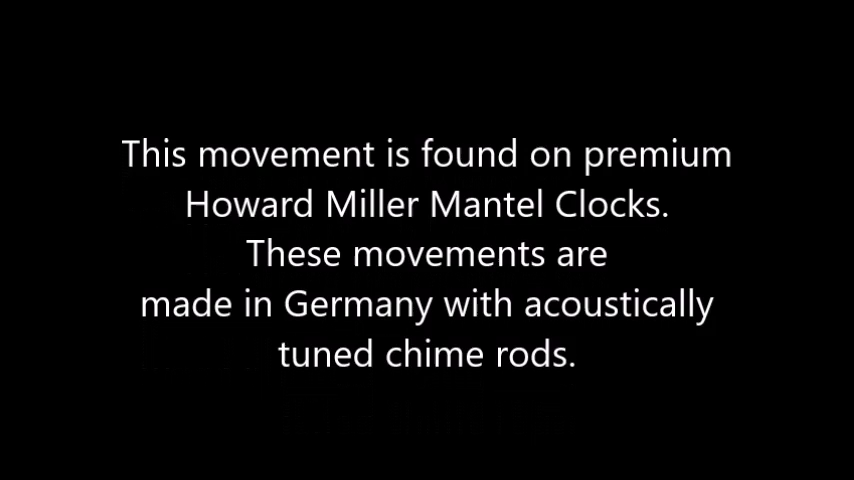 This movement is found on premium
Howard Miller Mantel Clocks.
These movements are
made in Germany with acoustically
tuned chime rods.